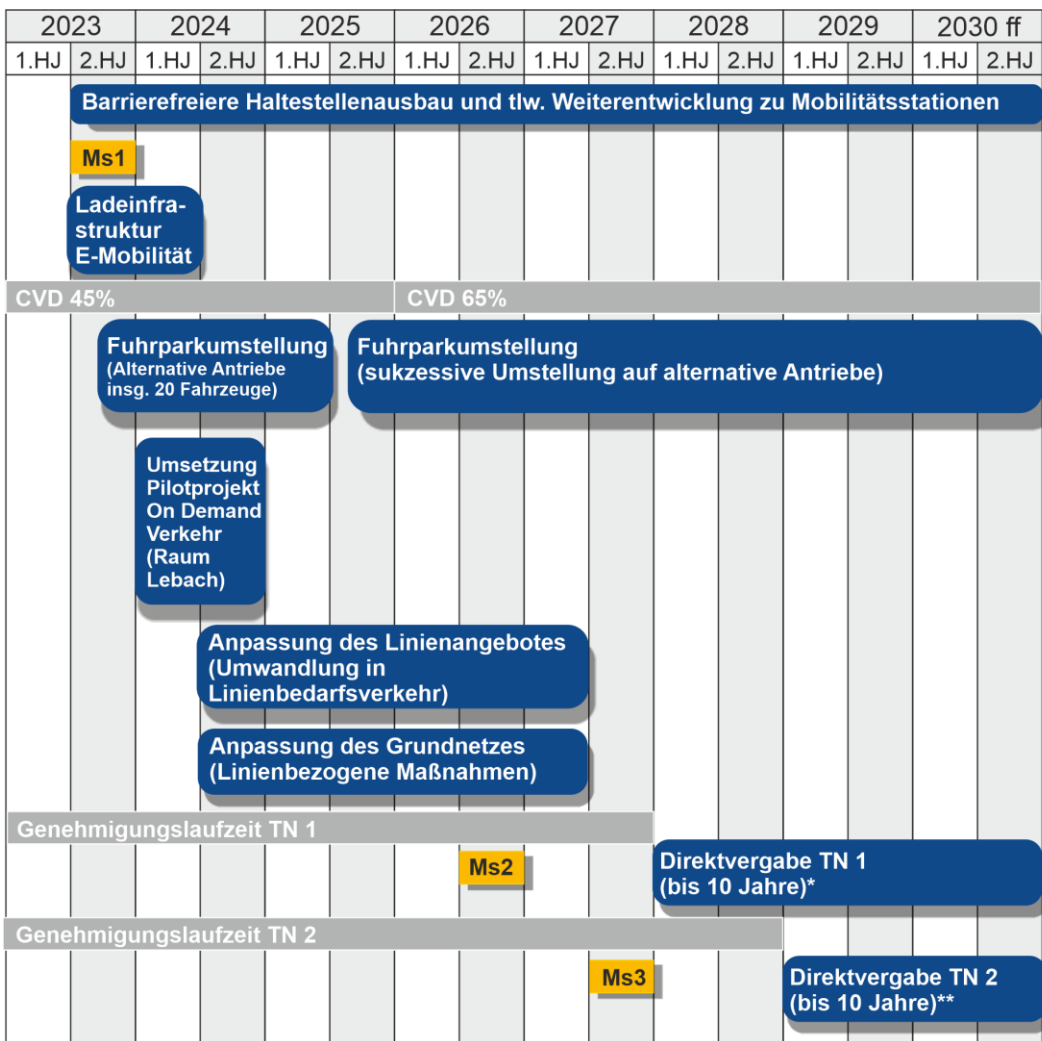 2023 2024 2025 2026 2027 2028 2029 2030 ff
1.HJ 2.HJ 1.HJ 2.HJ 1.HJ 2.HJ 1.HJ 2.HJ 1.HJ 2.HJ 1.HJ 2.HJ 1.HJ 2.HJ 1.HJ 2.HJ
Barrierefreiere Haltestellenausbau und tlw. Weiterentwicklung zu Mobilitätsstationen
Ms1
Ladeinfra-
struktur
E-Mobilität
CVD 45% CVD 65%
Fuhrparkumstellung
(Alternative Antriebe
insg. 20 Fahrzeuge)
Fuhrparkumstellung
(sukzessive Umstellung auf alternative Antriebe)
Umsetzung
Pilotprojekt
On Demand
Verkehr
(Raum
Lebach)
Anpassung des Linienangebotes
(Umwandlung in
Linienbedarfsverkehr)
Anpassung des Grundnetzes
(Linienbezogene Maßnahmen)
Genehmigungslaufzeit TN 1
Ms2
Direktvergabe TN 1
(bis 10 Jahre)*
Genehmigungslaufzeit TN 2
Ms3
Direktvergabe TN 2
(bis 10 Jahre)**